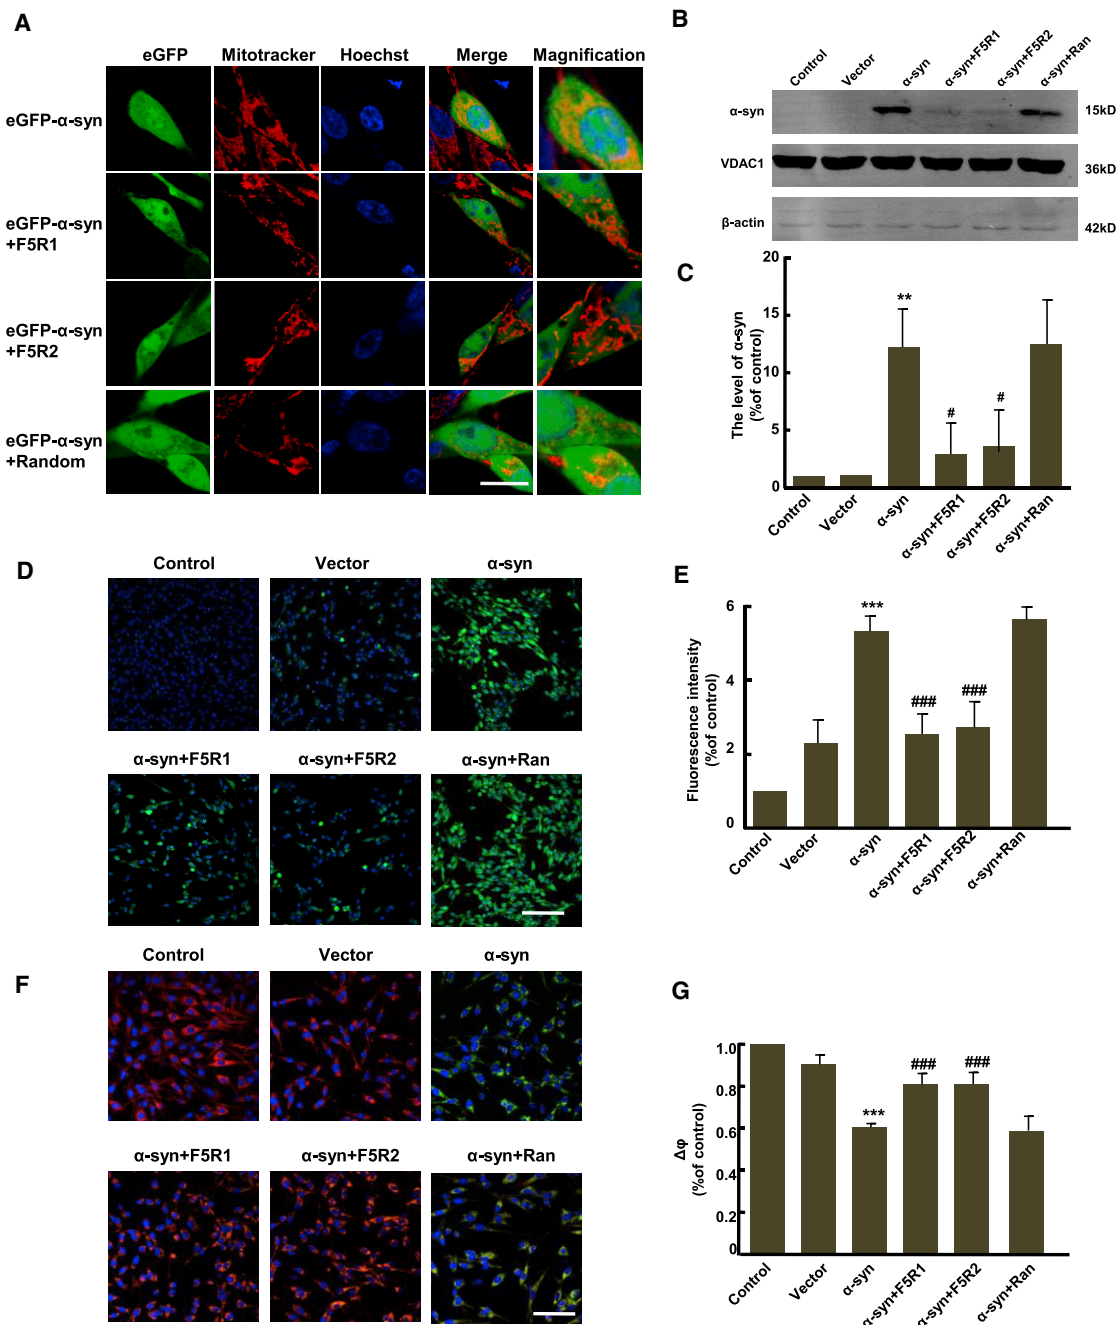 A
eGFP
Mitotracker
Hoechst
Merge
Magnification
eGFP-α-syn
eGFP-α-syn
+F5R1
eGFP-α-syn
+F5R2
eGFP-α-syn
+Random
B
Control
Vector
α-syn
α-syn+F5R1
α-syn+F5R2
α-syn+Ran
α-syn
15kD
VDAC1
36kD
β-actin
42kD
C
The level of α-syn
(%of control)
20
15
10
5
0
**
#
#
Control
Vector
α-syn
α-syn+F5R1
α-syn+F5R2
α-syn+Ran
D
Control
Vector
α-syn
α-syn+F5R1
α-syn+F5R2
α-syn+Ran
E
Fluorescence intensity
(%of control)
6
4
2
0
***
###
###
Control
Vector
α-syn
α-syn+F5R1
α-syn+F5R2
α-syn+Ran
F
Control
Vector
α-syn
α-syn+F5R1
α-syn+F5R2
α-syn+Ran
G
Δφ
(%of control)
1.0
0.8
0.6
0.4
0.2
0
***
###
###
Control
Vector
α-syn
α-syn+F5R1
α-syn+F5R2
α-syn+Ran